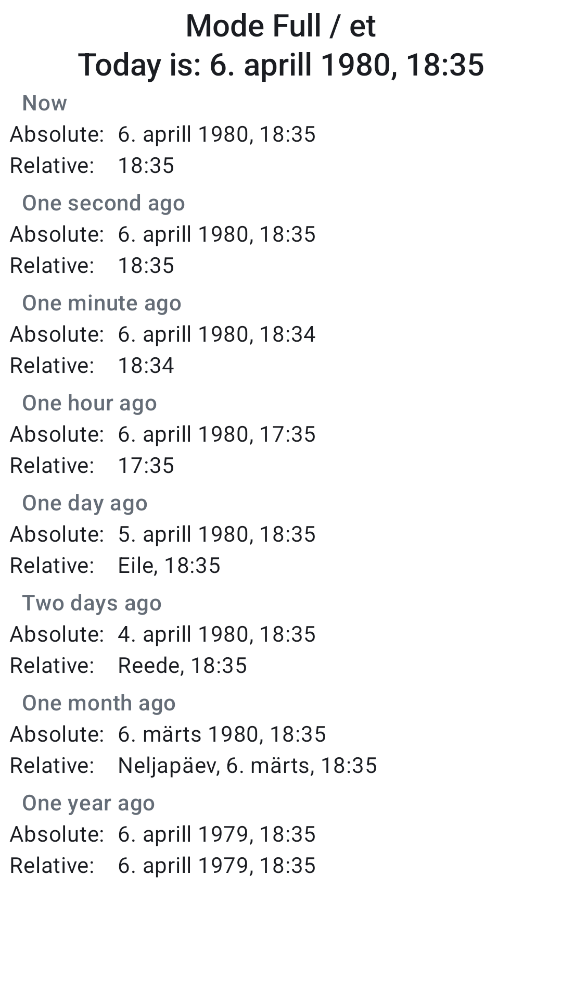 Mode Full / et
Today is: 6. aprill 1980, 18:35
Now
Absolute: 6. aprill 1980, 18:35
Relative: 18:35
One second ago
Absolute: 6. aprill 1980, 18:35
Relative: 18:35
One minute ago
Absolute: 6. aprill 1980, 18:34
Relative: 18:34
One hour ago
Absolute: 6. aprill 1980, 17:35
Relative: 17:35
One day ago
Absolute: 5. aprill 1980, 18:35
Relative: Eile, 18:35
Two days ago
Absolute: 4. aprill 1980, 18:35
Relative: Reede, 18:35
One month ago
Absolute: 6. märts 1980, 18:35
Relative: Neljapäev, 6. märts, 18:35
One year ago
Absolute: 6. aprill 1979, 18:35
Relative: 6. aprill 1979, 18:35